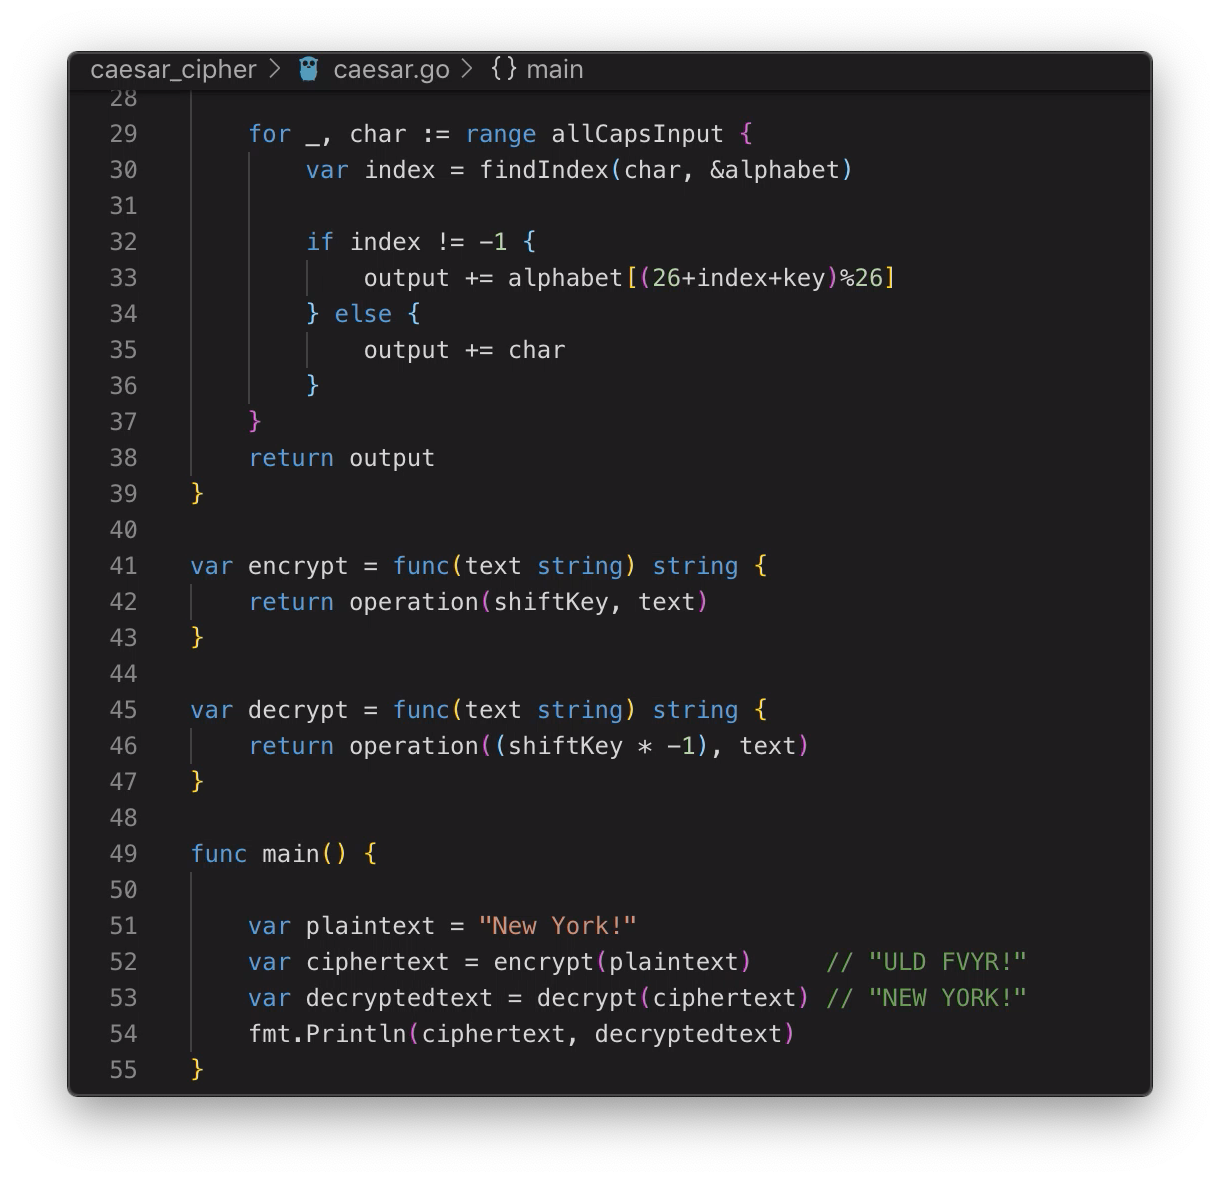 caesar_cipher > caesar.go > {} main
28
29 for _, char := range allCapsInput {
30 var index = findIndex(char, &alphabet)
31
32 if index != -1 {
33 output += alphabet[(26+index+key)%26]
34 } else {
35 output += char
36 }
37 }
38 return output
39 }
40
41 var encrypt = func(text string) string {
42 return operation(shiftKey, text)
43 }
44
45 var decrypt = func(text string) string {
46 return operation((shiftKey * -1), text)
47 }
48
49 func main() {
50
51 var plaintext = "New York!"
52 var ciphertext = encrypt(plaintext) // "ULD FVYR!"
53 var decryptedtext = decrypt(ciphertext) // "NEW YORK!"
54 fmt.Println(ciphertext, decryptedtext)
55 }